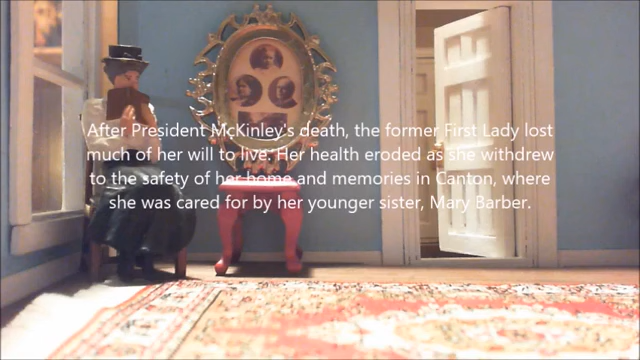 After President McKinley's death, the former First Lady lost
much of her will to live. Her health eroded as she withdrew
to the safety of her home and memories in Canton, where
she was cared for by her younger sister, Mary Barber.